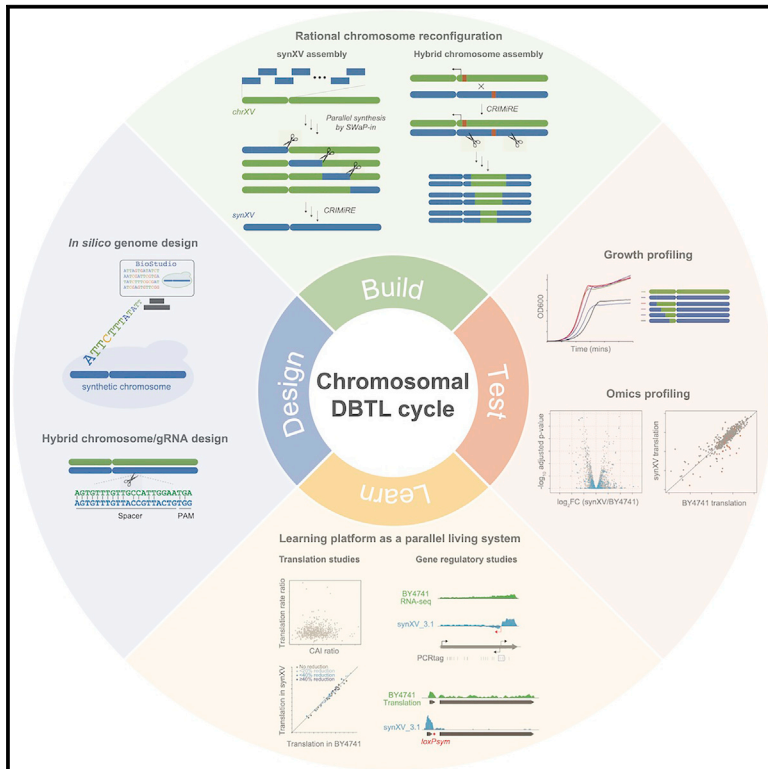 Rational chromosome reconfiguration
synXV assembly
Hybrid chromosome assembly
chrXV
Parallel synthesis
by SWaP-in
CRIMiRE
synXV
CRIMiRE
In silico genome design
BioStudio
ATTCTTTATATT
synthetic chromosome
Hybrid chromosome/gRNA design
AGTGTTTGTTGCCATTGGAATGA
AGTGTTTGTTACCGTTACTGTGG
Spacer
PAM
Build
Design
Test
Learn
Chromosomal
DBTL cycle
Growth profiling
OD600
Time (mins)
Omics profiling
-log10 adjusted p-value
log2FC (synXV/BY4741)
synXV translation
BY4741 translation
Learning platform as a parallel living system
Translation studies
Gene regulatory studies
Translation rate ratio
CAI ratio
No reduction
Translation in synXV
Translation in BY4741
BY4741
RNA-seq
synXV_3.1
PCRtag
BY4741
Translation
synXV_3.1
loxPsym